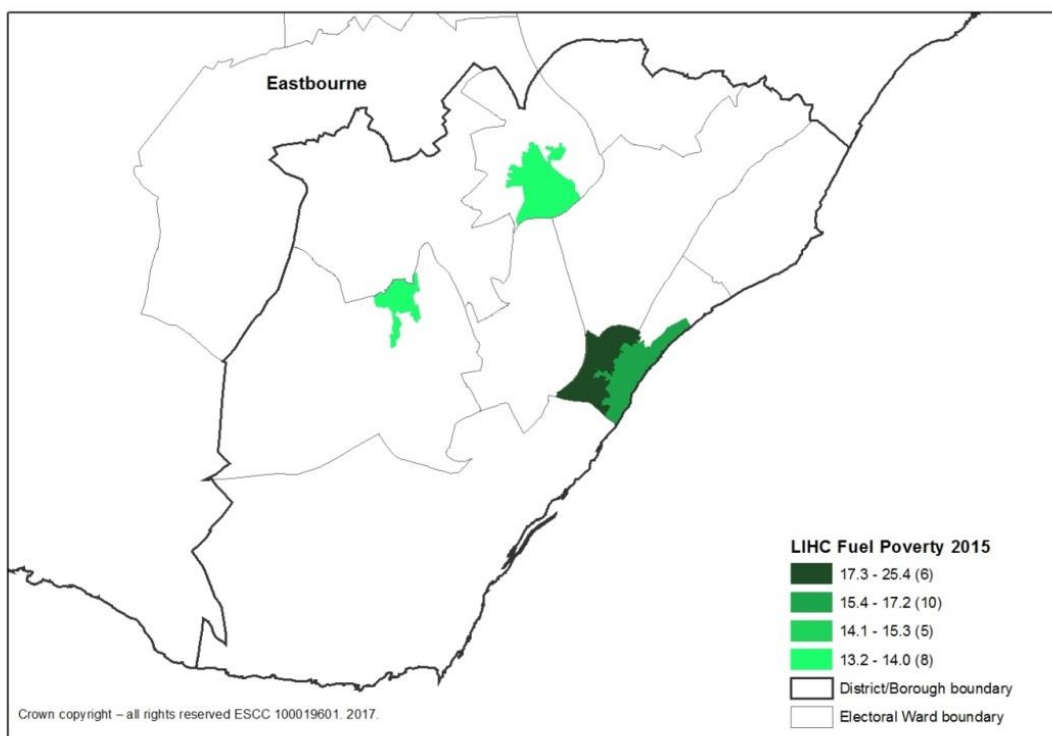 Eastbourne
LIHC Fuel Poverty 2015
17.3 - 25.4 (6)
15.4 - 17.2 (10)
14.1 - 15.3 (5)
13.2 - 14.0 (8)
District/Borough boundary
Electoral Ward boundary
Crown copyright – all rights reserved ESCC 100019601. 2017.